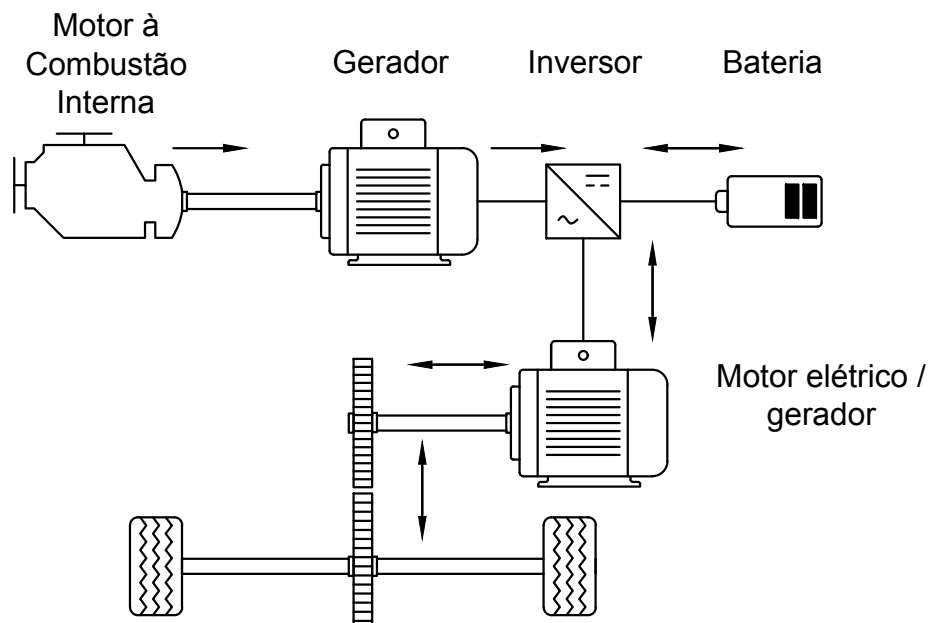 Motor à
Combustão
Interna
Gerador
Inversor
Bateria
Motor elétrico /
gerador